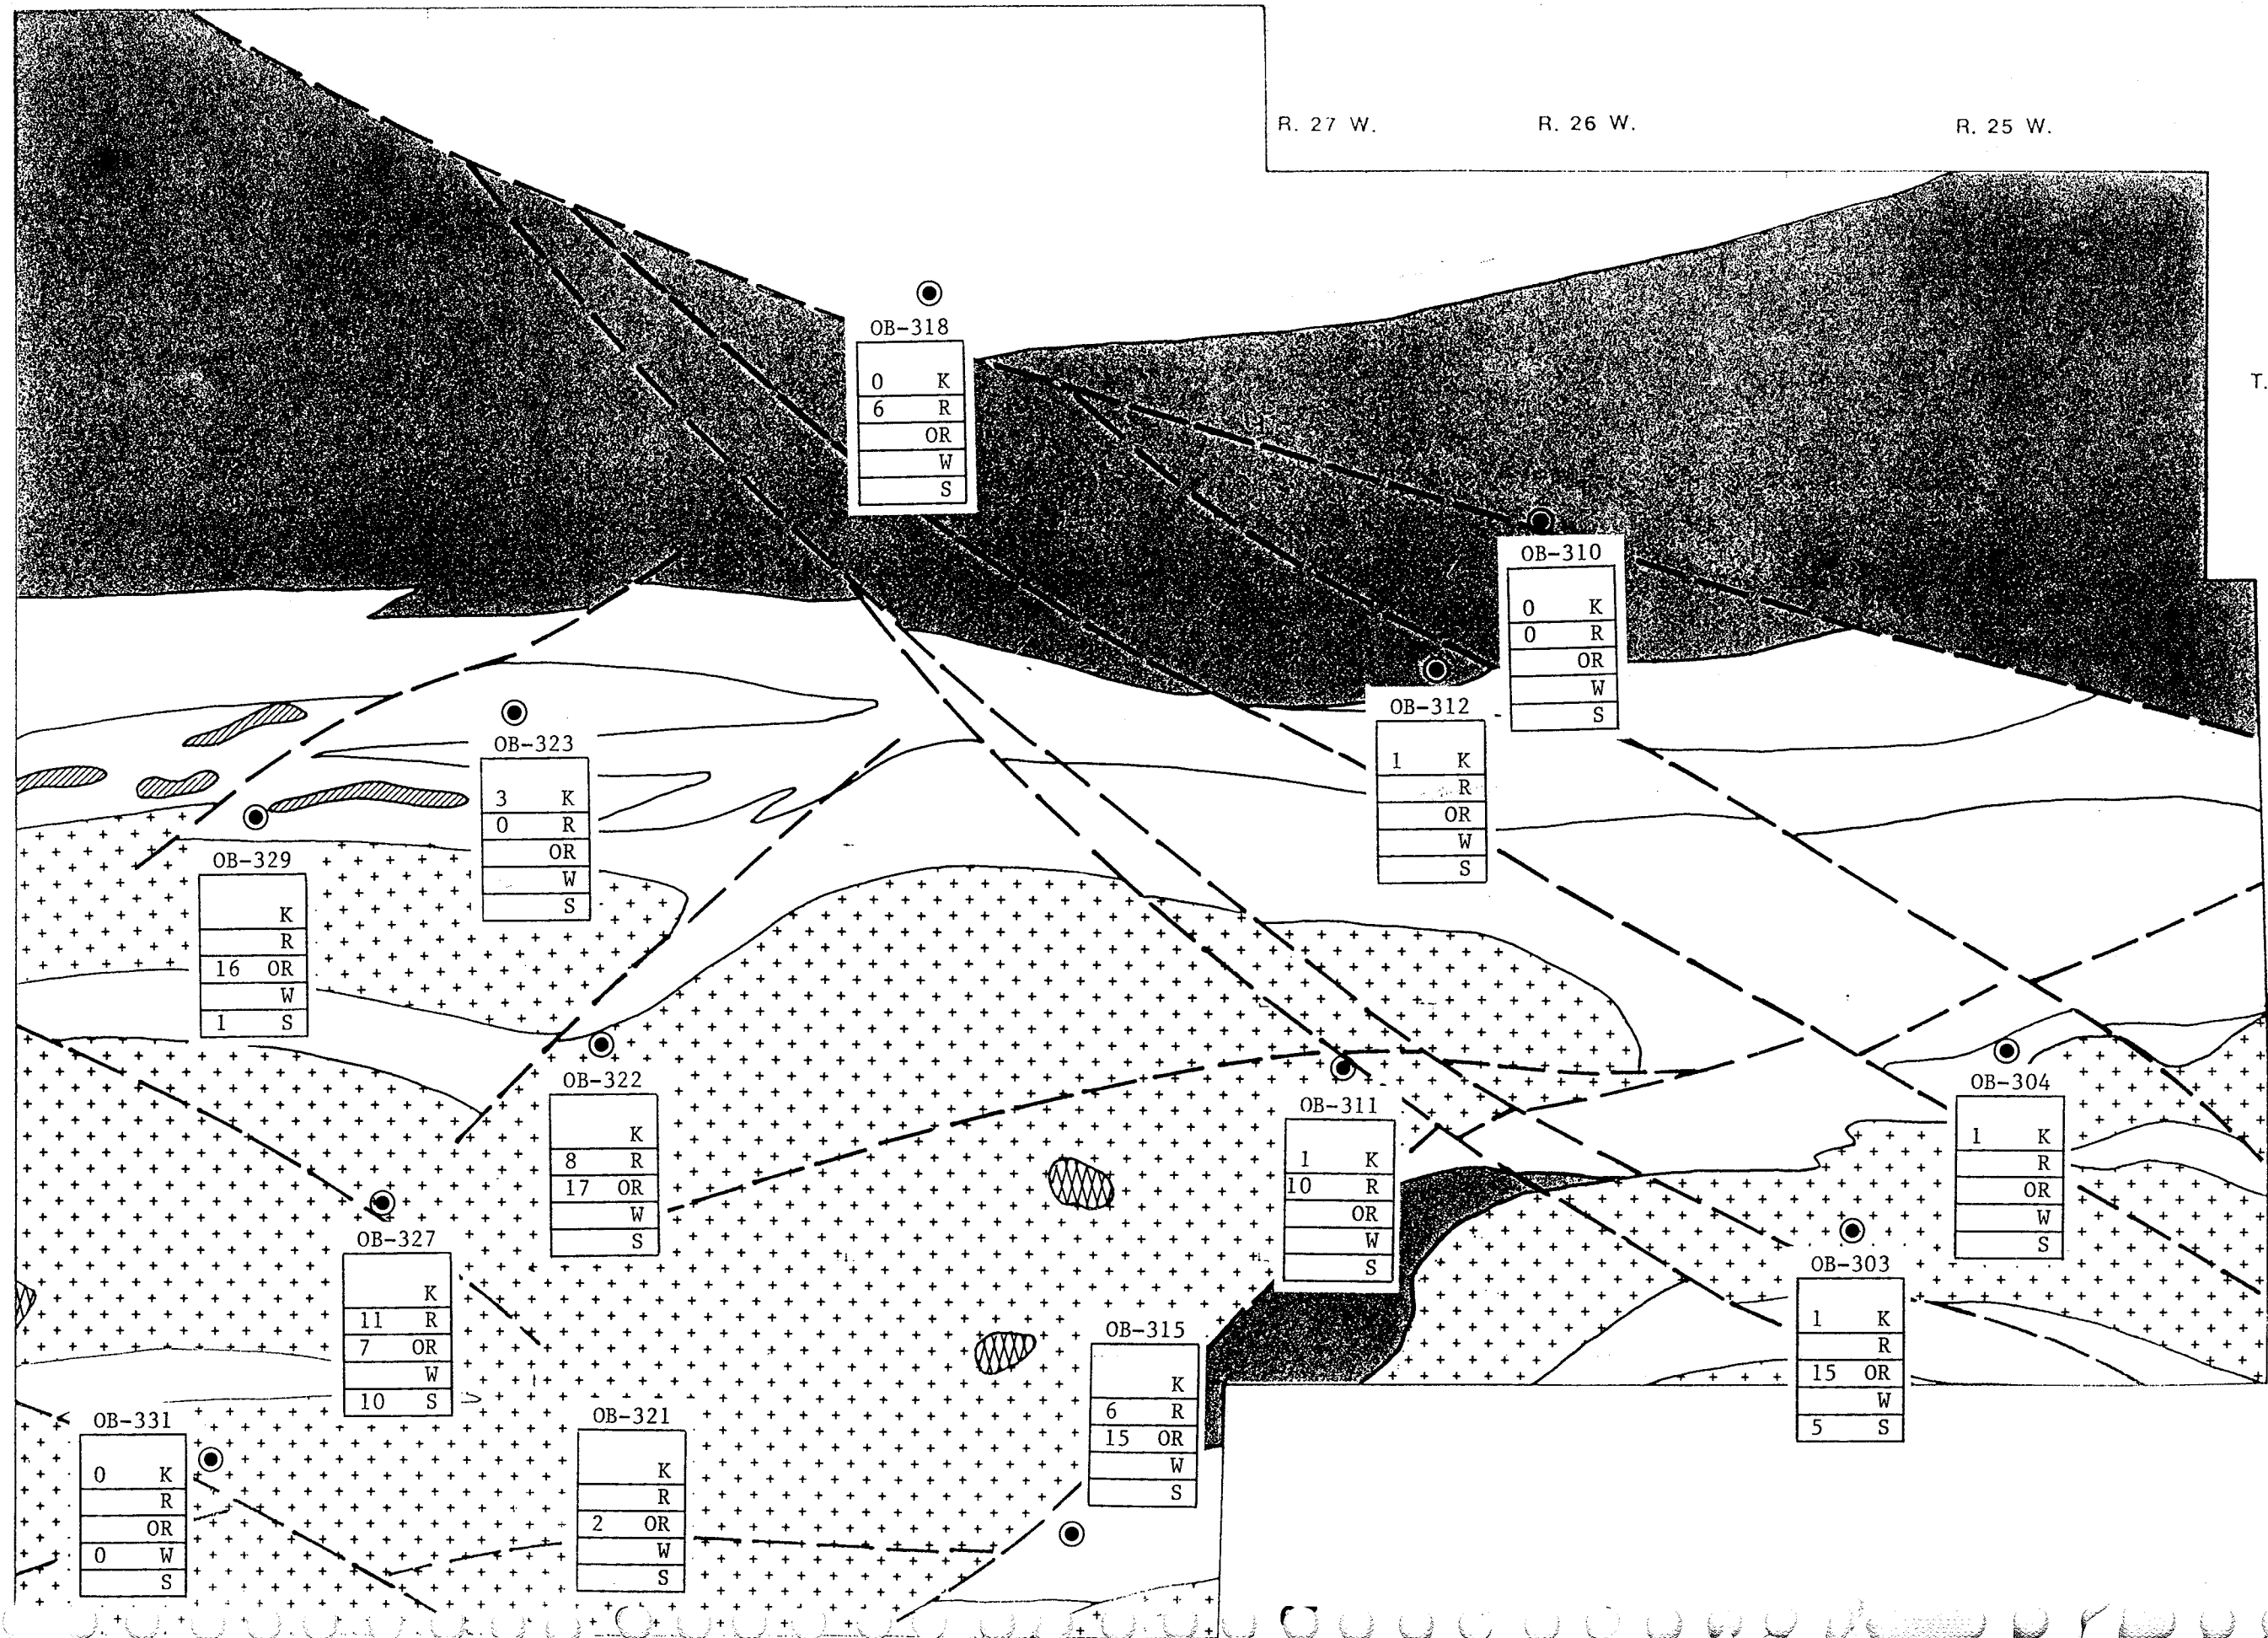 R. 27 W. R. 26 W. R. 25 W.
T.
OB-318
0 K
6 R
OR
W
S
OB-310
0 K
0 R
OR
W
S
OB-312
1 K
R
OR
W
S
OB-323
3 K
0 R
OR
W
S
OB-329
K
R
16 OR
W
1 S
OB-322
K
8 R
17 OR
W
S
OB-311
1 K
10 R
OR
W
S
OB-304
1 K
R
OR
W
S
OB-327
K
11 R
7 OR
W
10 S
OB-303
1 K
R
15 OR
W
5 S
OB-315
K
6 R
15 OR
W
S
OB-331
0 K
R
OR
0 W
S
OB-321
K
R
2 OR
W
S